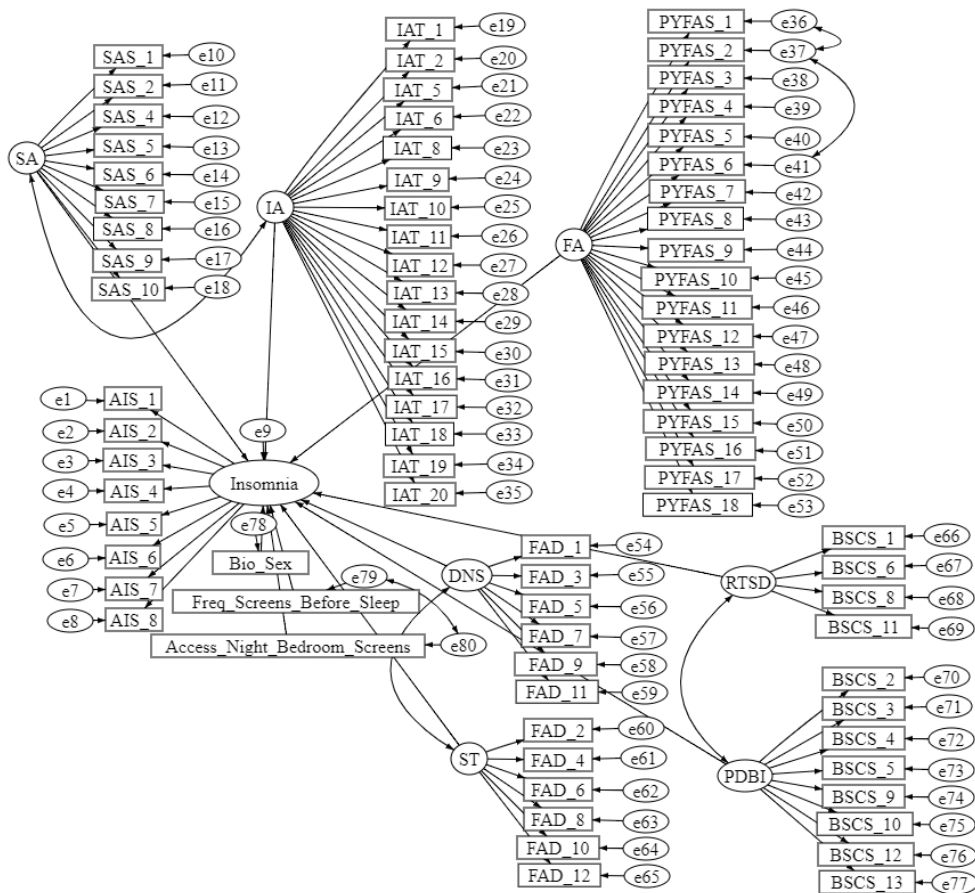 SA
SAS_1 e10
SAS_2 e11
SAS_4 e12
SAS_5 e13
SAS_6 e14
SAS_7 e15
SAS_8 e16
SAS_9 e17
SAS_10 e18
IA
IAT_1 e19
IAT_2 e20
IAT_5 e21
IAT_6 e22
IAT_8 e23
IAT_9 e24
IAT_10 e25
IAT_11 e26
IAT_12 e27
IAT_13 e28
IAT_14 e29
IAT_15 e30
IAT_16 e31
IAT_17 e32
IAT_18 e33
IAT_19 e34
IAT_20 e35
FA
PYFAS_1 e36
PYFAS_2 e37
PYFAS_3 e38
PYFAS_4 e39
PYFAS_5 e40
PYFAS_6 e41
PYFAS_7 e42
PYFAS_8 e43
PYFAS_9 e44
PYFAS_10 e45
PYFAS_11 e46
PYFAS_12 e47
PYFAS_13 e48
PYFAS_14 e49
PYFAS_15 e50
PYFAS_16 e51
PYFAS_17 e52
PYFAS_18 e53
e1 AIS_1
e2 AIS_2
e3 AIS_3
e4 AIS_4
e5 AIS_5
e6 AIS_6
e7 AIS_7
e8 AIS_8
e9
Insomnia
e78
Bio_Sex
e79
Freq_Screens_Before_Sleep
Access_Night_Bedroom_Screens e80
DNS
FAD_1 e54
FAD_3 e55
FAD_5 e56
FAD_7 e57
FAD_9 e58
FAD_11 e59
ST
FAD_2 e60
FAD_4 e61
FAD_6 e62
FAD_8 e63
FAD_10 e64
FAD_12 e65
RTSD
BSCS_1 e66
BSCS_6 e67
BSCS_8 e68
BSCS_11 e69
PDBI
BSCS_2 e70
BSCS_3 e71
BSCS_4 e72
BSCS_5 e73
BSCS_9 e74
BSCS_10 e75
BSCS_12 e76
BSCS_13 e77